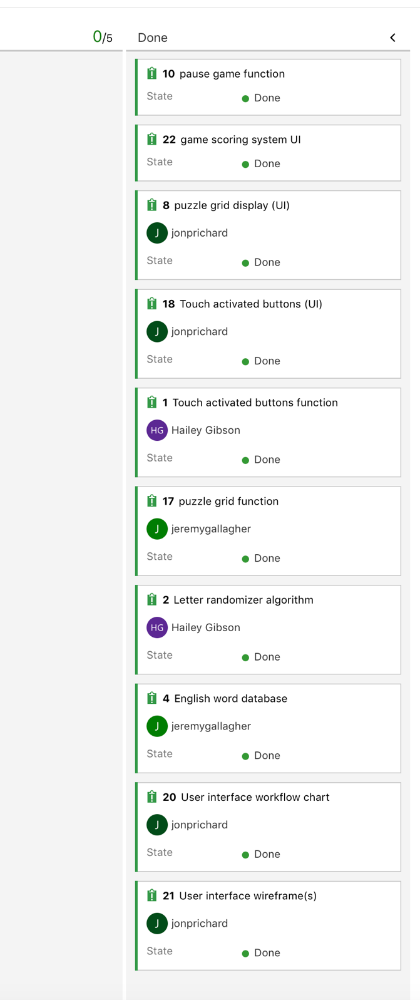 0/5 Done
10 pause game function
State Done
22 game scoring system UI
State Done
8 puzzle grid display (UI)
J jonprichard
State Done
18 Touch activated buttons (UI)
J jonprichard
State Done
1 Touch activated buttons function
HG Hailey Gibson
State Done
17 puzzle grid function
J jeremygallagher
State Done
2 Letter randomizer algorithm
HG Hailey Gibson
State Done
4 English word database
J jeremygallagher
State Done
20 User interface workflow chart
J jonprichard
State Done
21 User interface wireframe(s)
J jonprichard
State Done